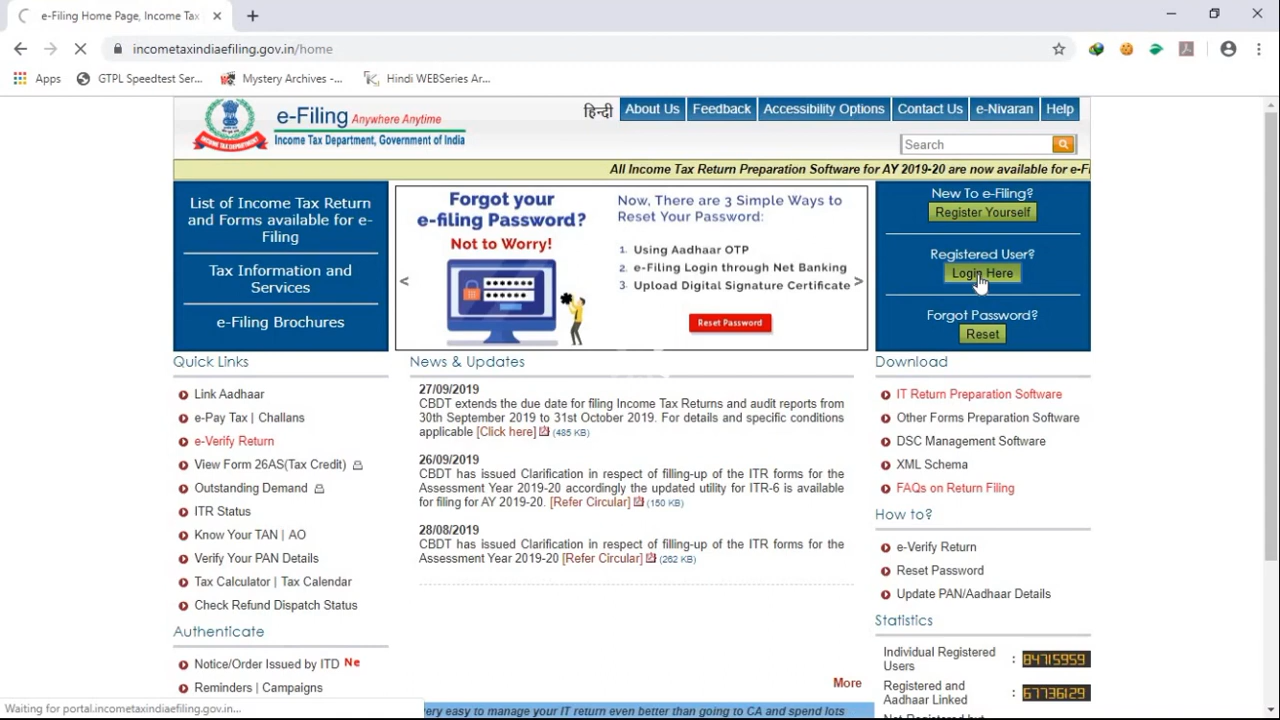 e-Filing Home Page, Income Tax
incometaxindiaefiling.gov.in/home
Apps
GTPL Speedtest Ser...
Mystery Archives -...
Hindi WEBSeries Ar...
e-Filing Anywhere Anytime
Income Tax Department, Government of India
हिन्दी
About Us
Feedback
Accessibility Options
Contact Us
e-Nivaran
Help
Search
All Income Tax Return Preparation Software for AY 2019-20 are now available for e-Fi
List of Income Tax Return
and Forms available for e-
Filing
Tax Information and
Services
e-Filing Brochures
Forgot your
e-filing Password?
Not to Worry!
Now, There are 3 Simple Ways to
Reset Your Password:
1. Using Aadhaar OTP
2. e-Filing Login through Net Banking
3. Upload Digital Signature Certificate
Reset Password
<
>
New To e-Filing?
Register Yourself
Registered User?
Login Here
Forgot Password?
Reset
Quick Links
Link Aadhaar
e-Pay Tax | Challans
e-Verify Return
View Form 26AS(Tax Credit)
Outstanding Demand
ITR Status
Know Your TAN | AO
Verify Your PAN Details
Tax Calculator | Tax Calendar
Check Refund Dispatch Status
Authenticate
Notice/Order Issued by ITD Ne
Reminders | Campaigns
News & Updates
27/09/2019
CBDT extends the due date for filing Income Tax Returns and audit reports from
30th September 2019 to 31st October 2019. For details and specific conditions
applicable [Click here] (485 KB)
26/09/2019
CBDT has issued Clarification in respect of filling-up of the ITR forms for the
Assessment Year 2019-20 accordingly the updated utility for ITR-6 is available
for filing for AY 2019-20. [Refer Circular] (150 KB)
28/08/2019
CBDT has issued Clarification in respect of filling-up of the ITR forms for the
Assessment Year 2019-20 [Refer Circular] (262 KB)
More
Download
IT Return Preparation Software
Other Forms Preparation Software
DSC Management Software
XML Schema
FAQs on Return Filing
How to?
e-Verify Return
Reset Password
Update PAN/Aadhaar Details
Statistics
Individual Registered
Users : 84715959
Registered and
Aadhaar Linked : 67736129
Waiting for portal.incometaxindiaefiling.gov.in...
very easy to manage your IT return even better than going to CA and spend lots